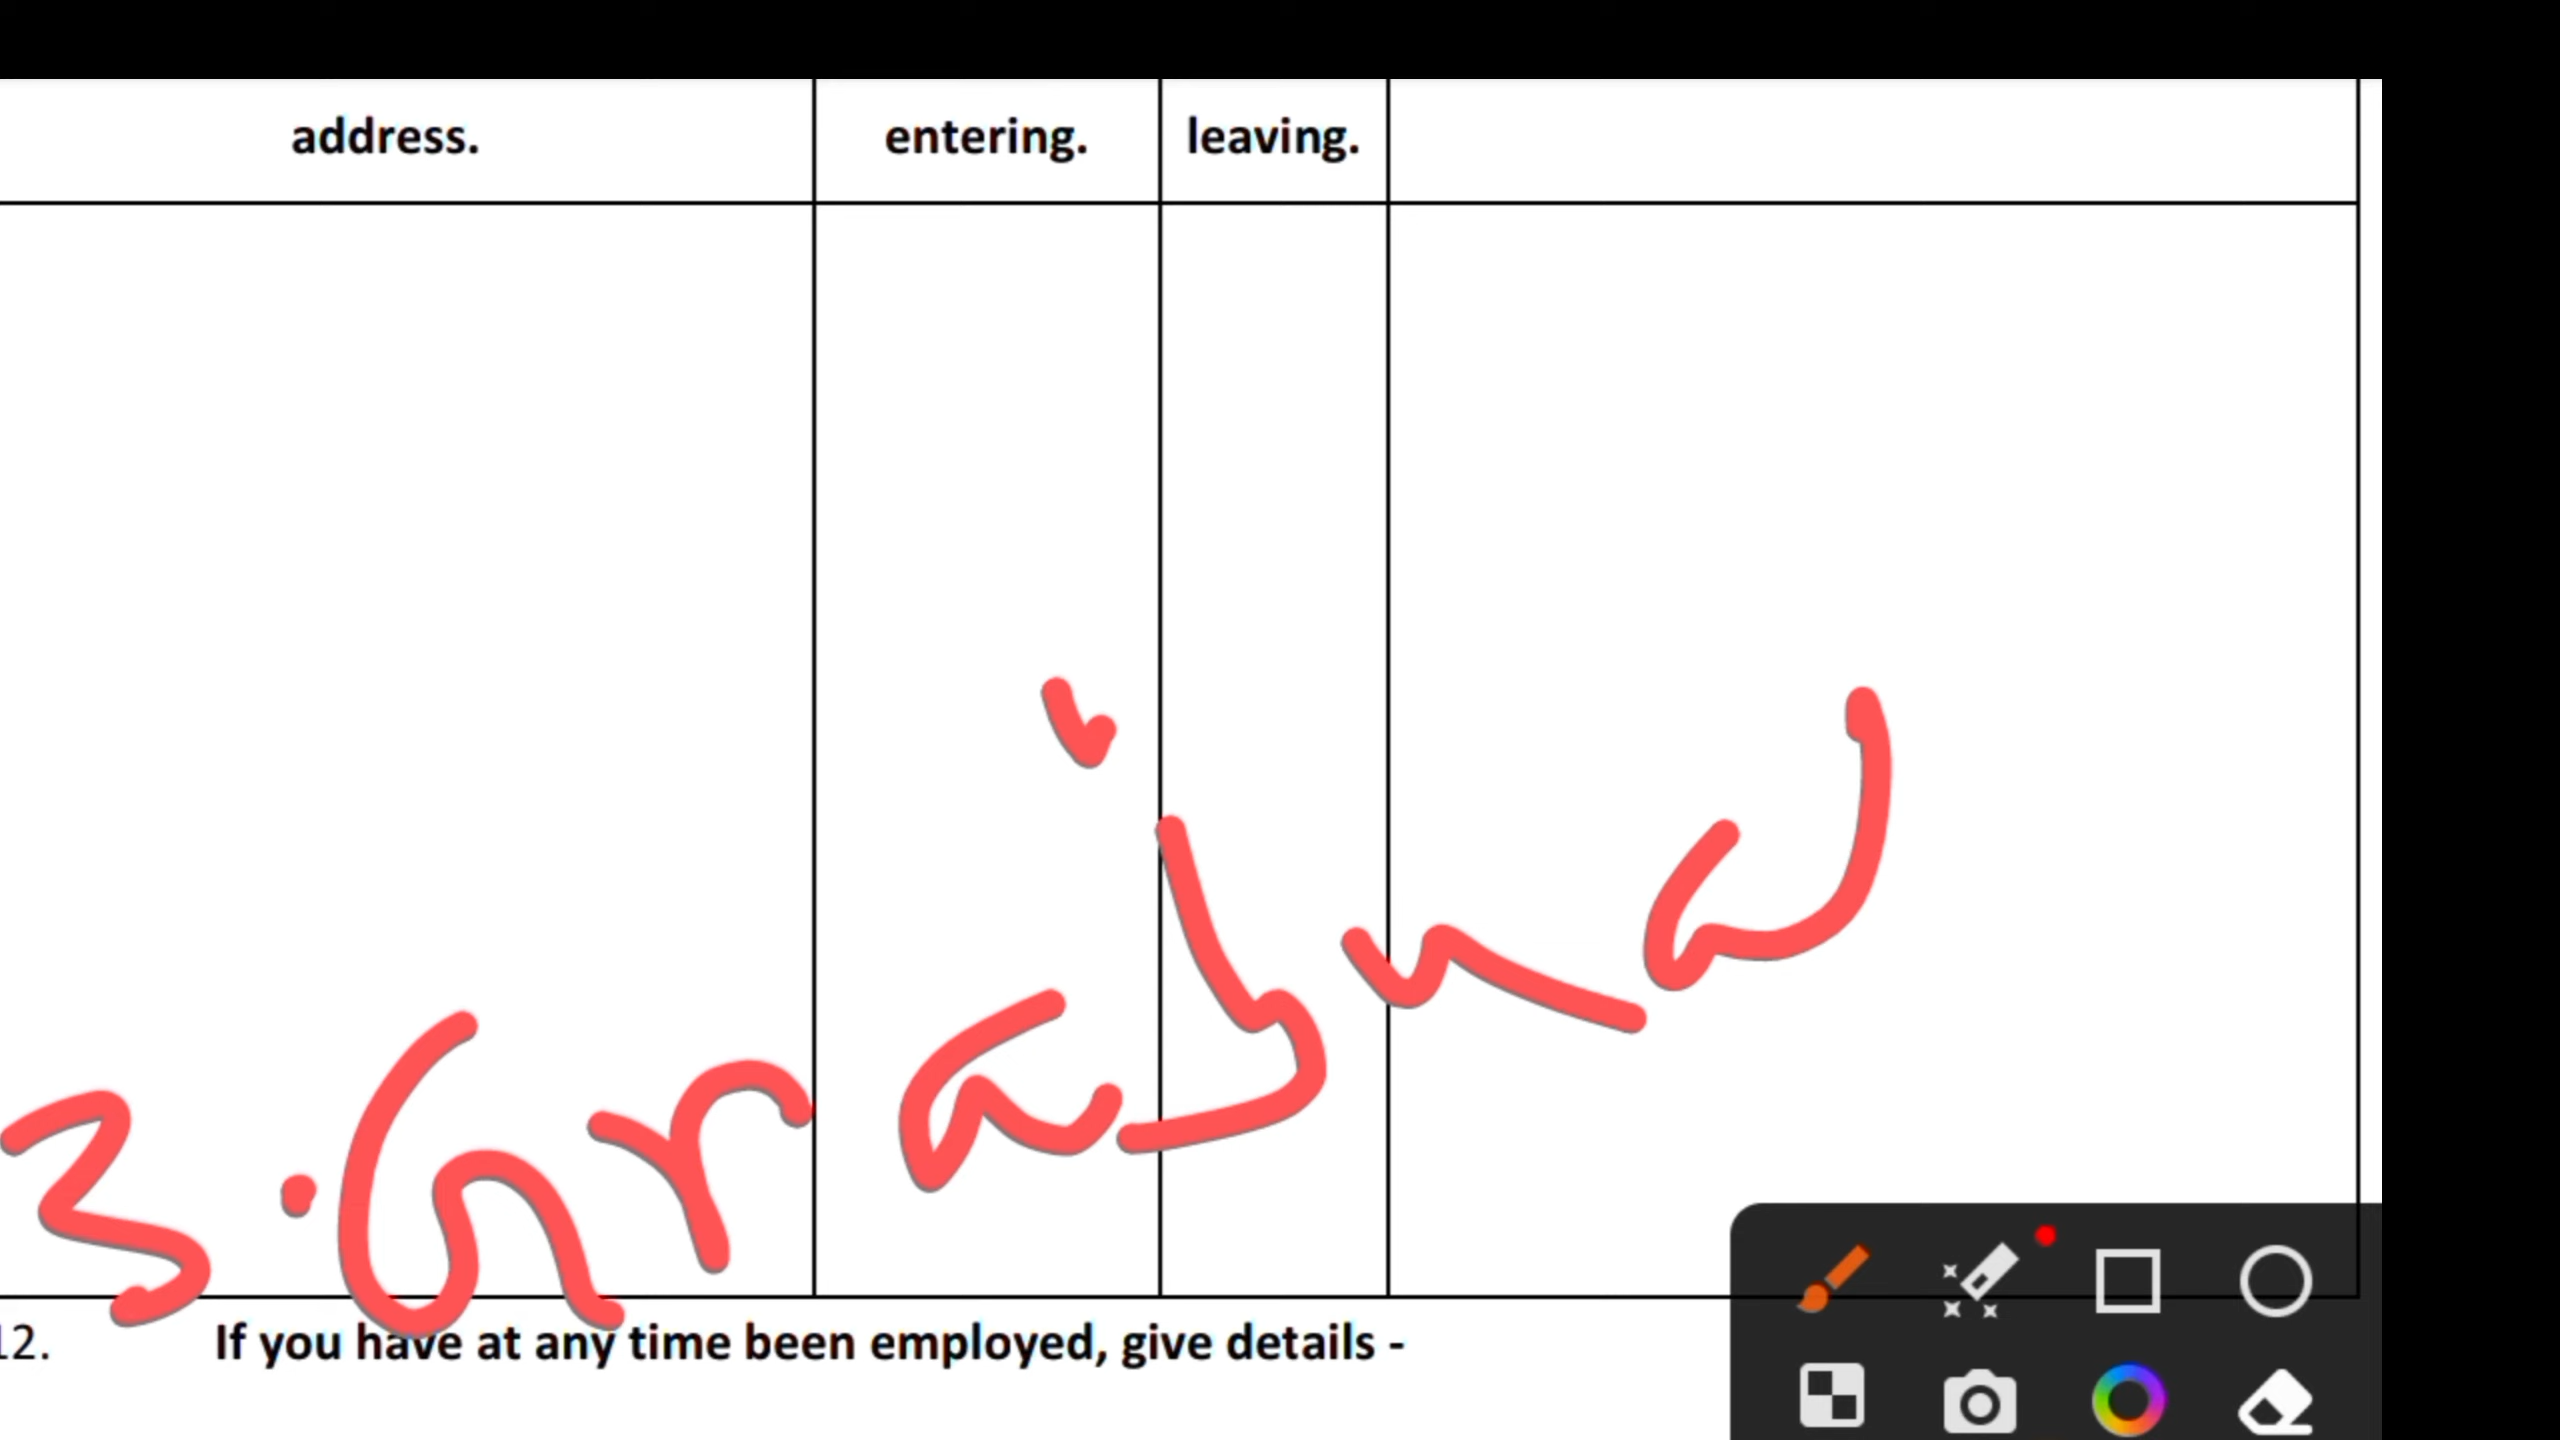 address. entering. leaving.
3.
12. If you have at any time been employed, give details -